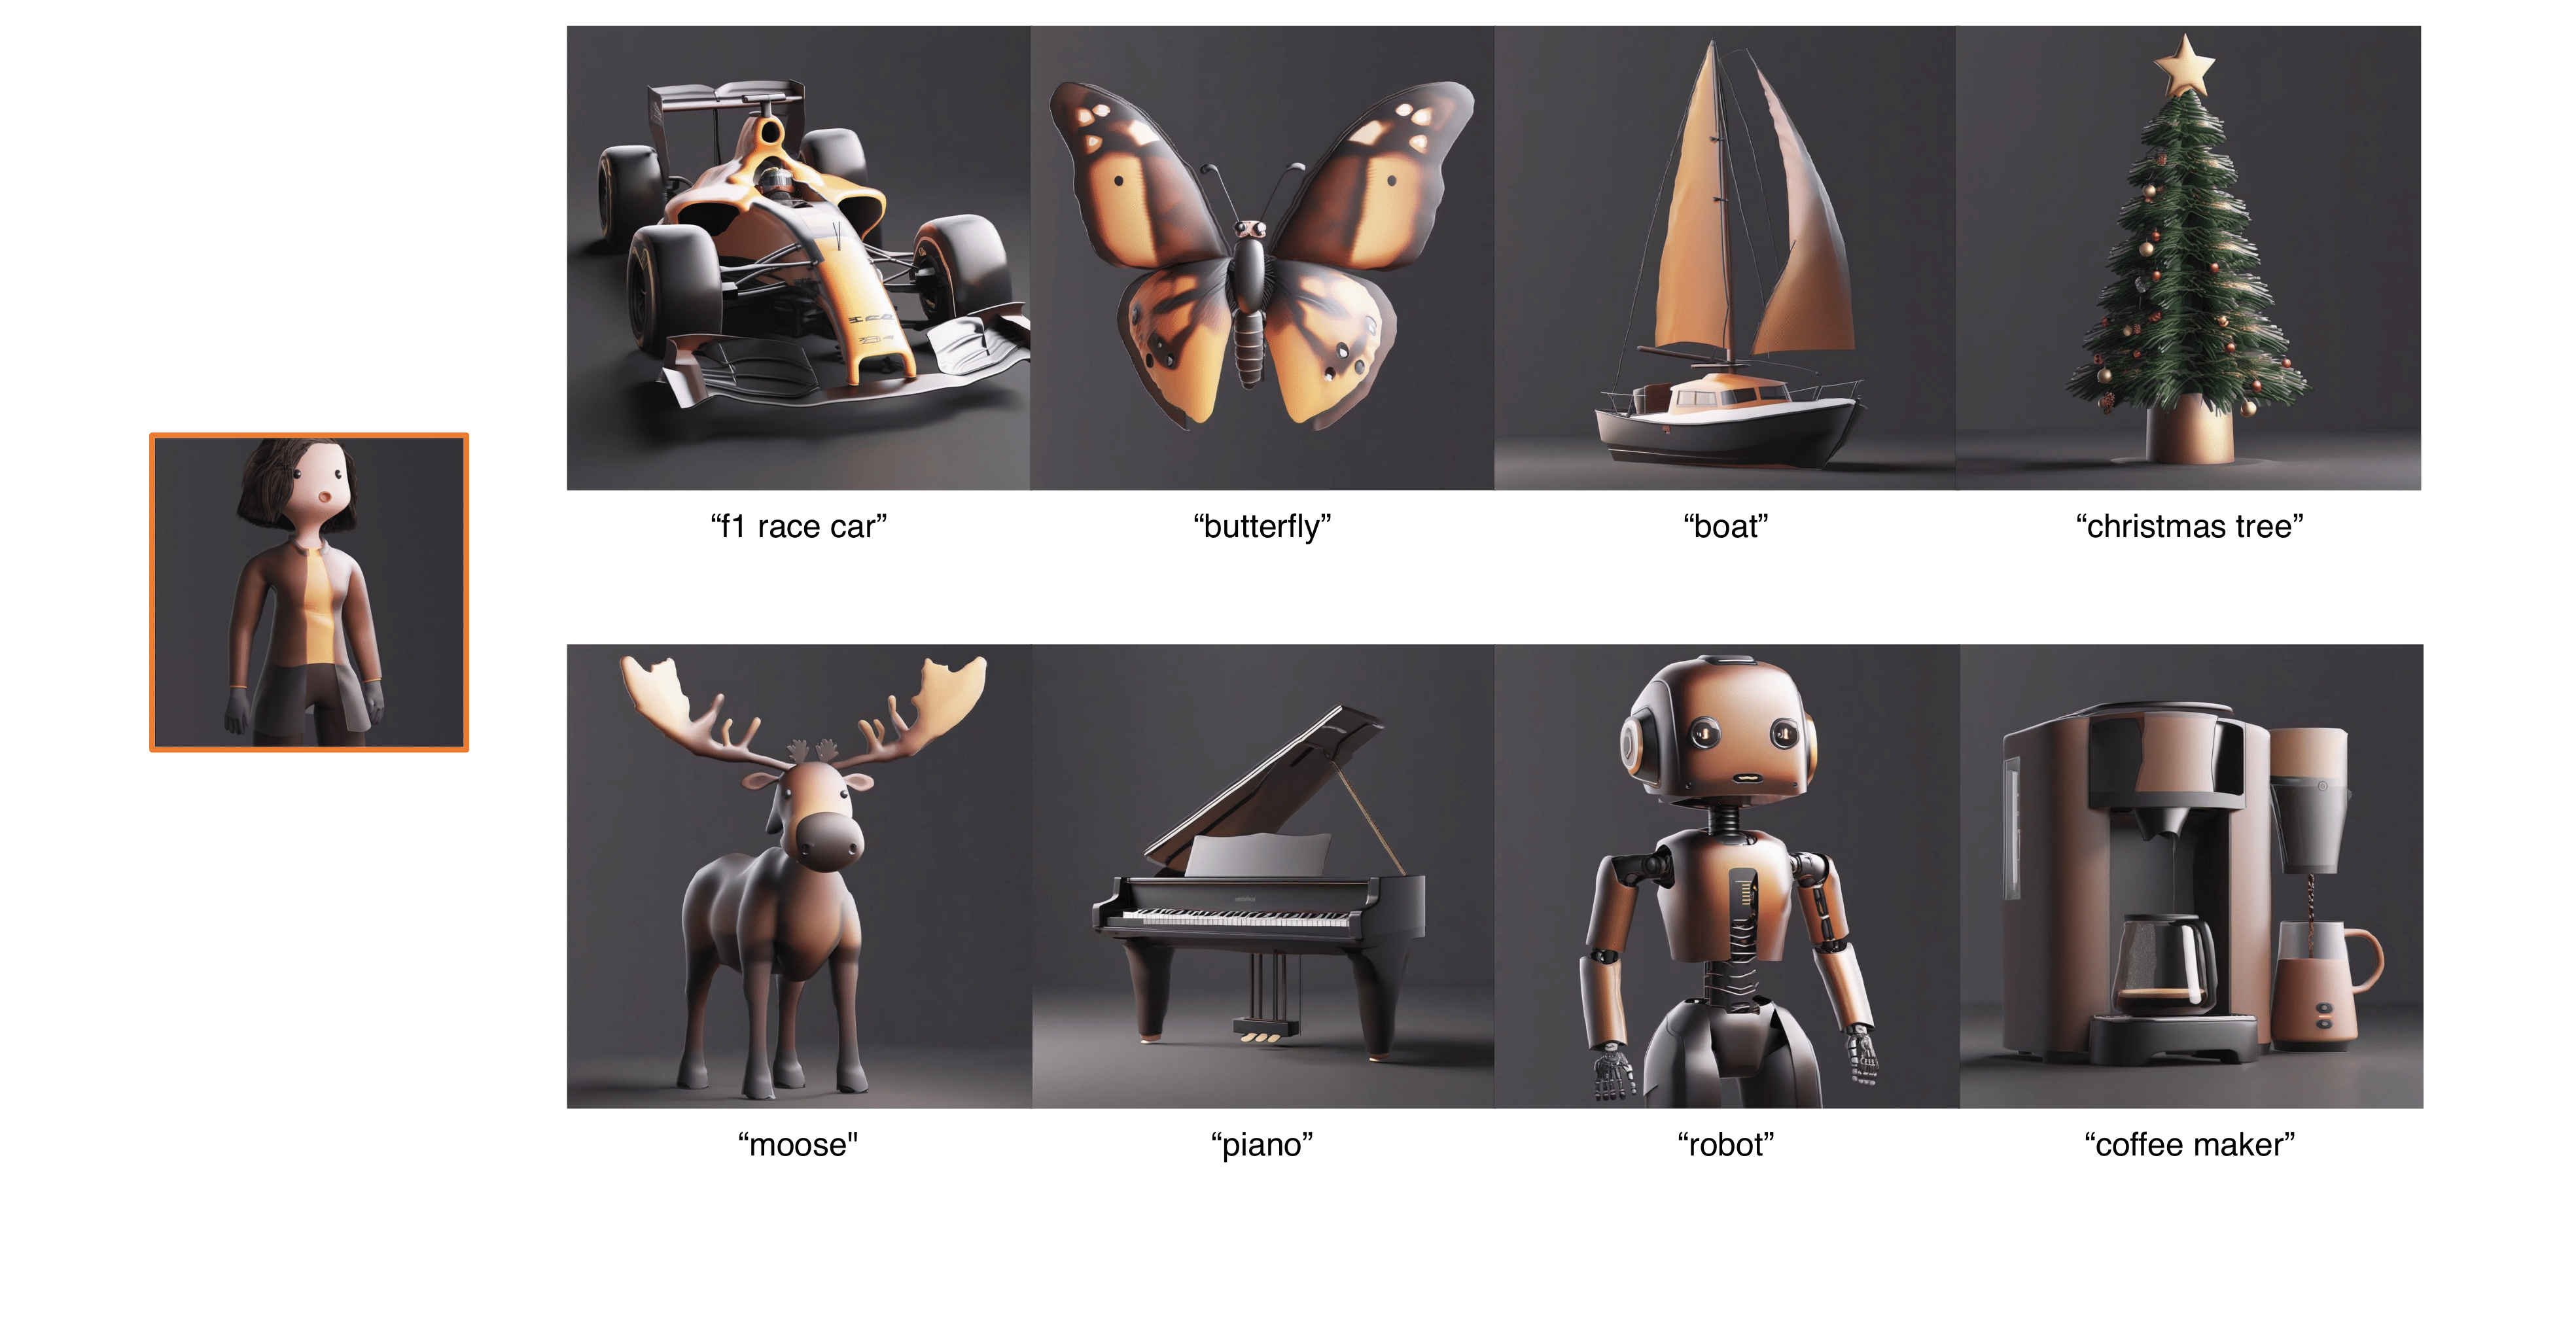 “f1 race car”
“butterfly”
“boat”
“christmas tree”
“moose"
“piano”
“robot”
“coffee maker”